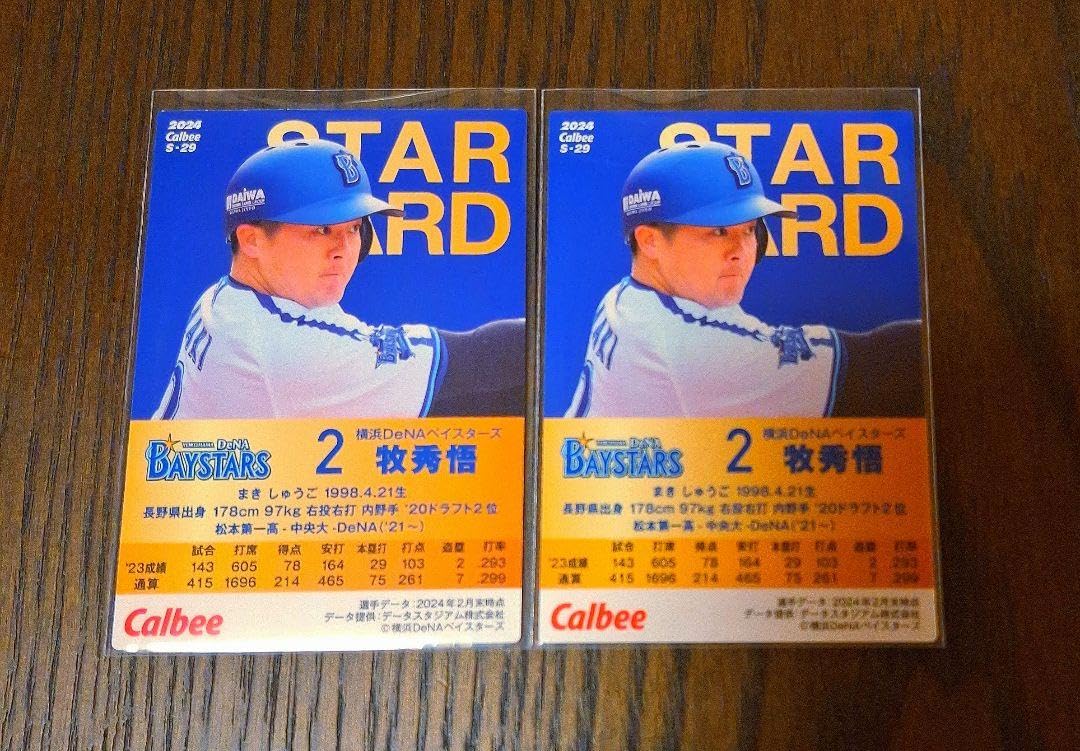 2024
Calbee
S-29
STAR
CARD
B
DAIWA
YOKOHAMA DeNA
BAYSTARS
2
横浜DeNAベイスターズ
牧秀悟
まき しゅうご 1998.4.21生
長野県出身 178cm 97kg 右投右打 内野手 '20ドラフト2位
松本第一高 - 中央大 -DeNA('21～)
試合 打席 得点 安打 本塁打 打点 盗塁 打率
'23成績 143 605 78 164 29 103 2 .293
通算 415 1696 214 465 75 261 7 .299
Calbee
選手データ：2024年2月末時点
データ提供：データスタジアム株式会社
©横浜DeNAベイスターズ
2024
Calbee
S-29
STAR
CARD
B
DAIWA
YOKOHAMA DeNA
BAYSTARS
2
横浜DeNAベイスターズ
牧秀悟
まき しゅうご 1998.4.21生
長野県出身 178cm 97kg 右投右打 内野手 '20ドラフト2位
松本第一高 - 中央大 -DeNA('21～)
試合 打席 得点 安打 本塁打 打点 盗塁 打率
'23成績 143 605 78 164 29 103 2 .293
通算 415 1696 214 465 75 261 7 .299
Calbee
選手データ：2024年2月末時点
データ提供：データスタジアム株式会社
©横浜DeNAベイスターズ